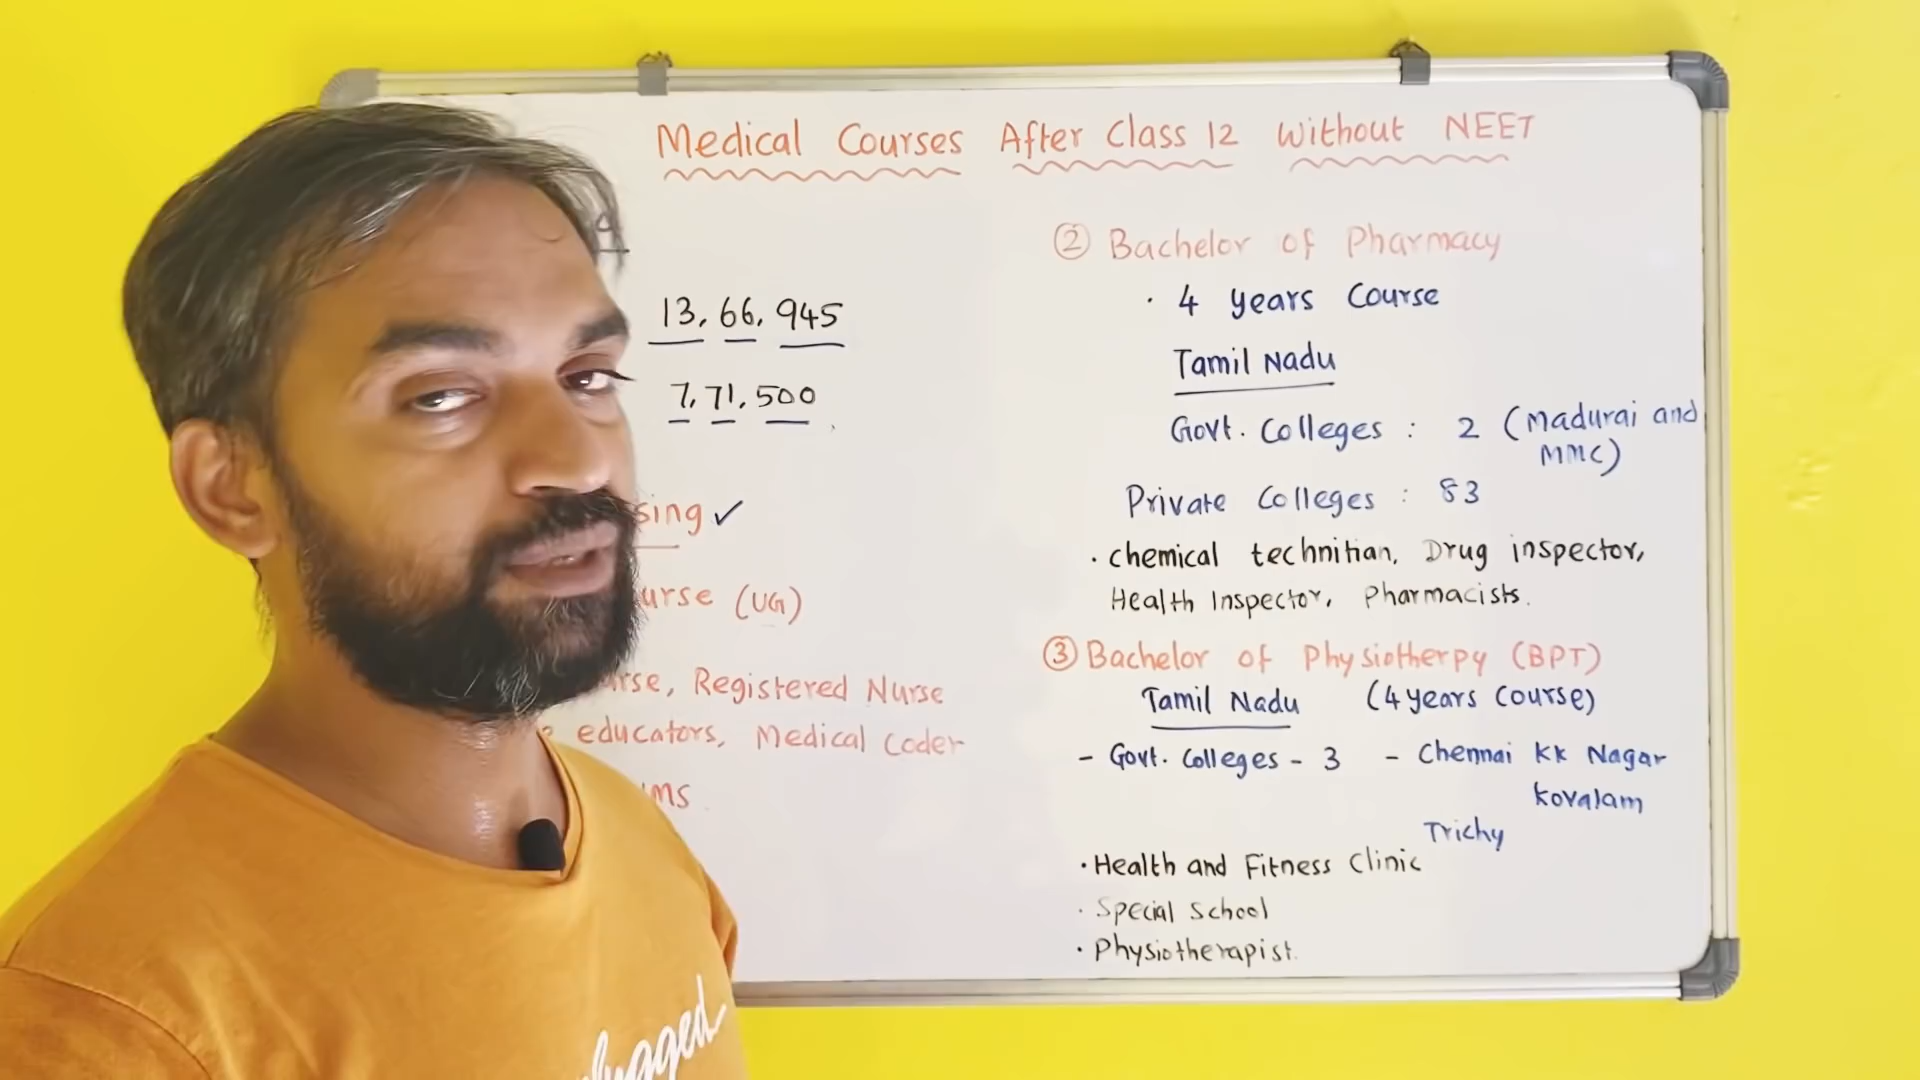 Medical Courses After Class 12 Without NEET
13,66,945
7,71,500
sing ✓
urse (UG)
rse, Registered Nurse
educators, Medical Coder
ms
② Bachelor of Pharmacy
· 4 years Course
Tamil Nadu
Govt. Colleges : 2 (Madurai and
MMC)
Private Colleges : 83
· chemical technitian, Drug inspector,
Health Inspector, Pharmacists.
③ Bachelor of Physiotherpy (BPT)
Tamil Nadu (4 years Course)
- Govt. Colleges - 3 - Chennai KK Nagar
Kovalam
Trichy
· Health and Fitness Clinic
· Special School
· Physiotherapist.
lugged